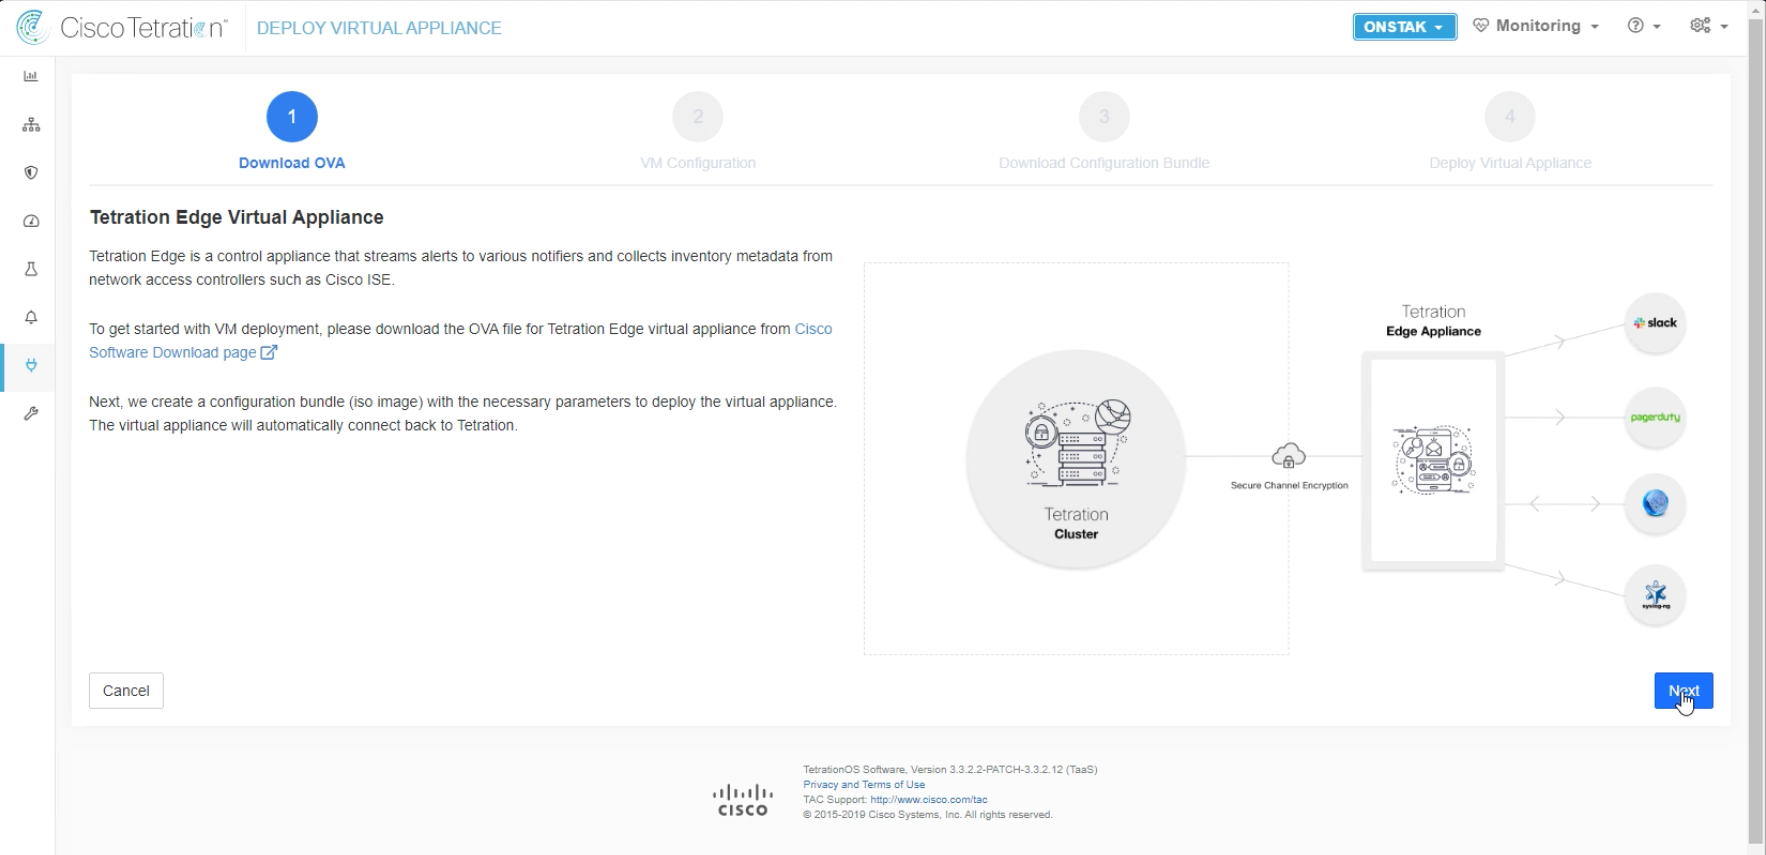 Cisco Tetration™
DEPLOY VIRTUAL APPLIANCE
ONSTAK
Monitoring
?
1
2
3
4
Download OVA
VM Configuration
Download Configuration Bundle
Deploy Virtual Appliance
Tetration Edge Virtual Appliance
Tetration Edge is a control appliance that streams alerts to various notifiers and collects inventory metadata from
network access controllers such as Cisco ISE.
To get started with VM deployment, please download the OVA file for Tetration Edge virtual appliance from Cisco
Software Download page
Next, we create a configuration bundle (iso image) with the necessary parameters to deploy the virtual appliance.
The virtual appliance will automatically connect back to Tetration.
Tetration
Cluster
Secure Channel Encryption
Tetration
Edge Appliance
slack
pagerduty
syslog-ng
Cancel
Next
CISCO
TetrationOS Software, Version 3.3.2.2-PATCH-3.3.2.12 (TaaS)
Privacy and Terms of Use
TAC Support: http://www.cisco.com/tac
© 2015-2019 Cisco Systems, Inc. All rights reserved.